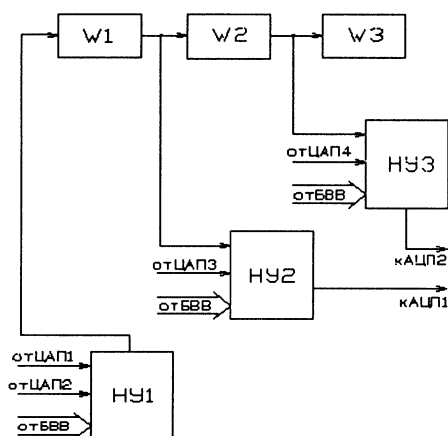 W1 W2 W3
отЦАП4
НУ3
отБВВ
кАЦП2
отЦАП3
НУ2
отБВВ
кАЦП1
отЦАП1
отЦАП2
НУ1
отБВВ